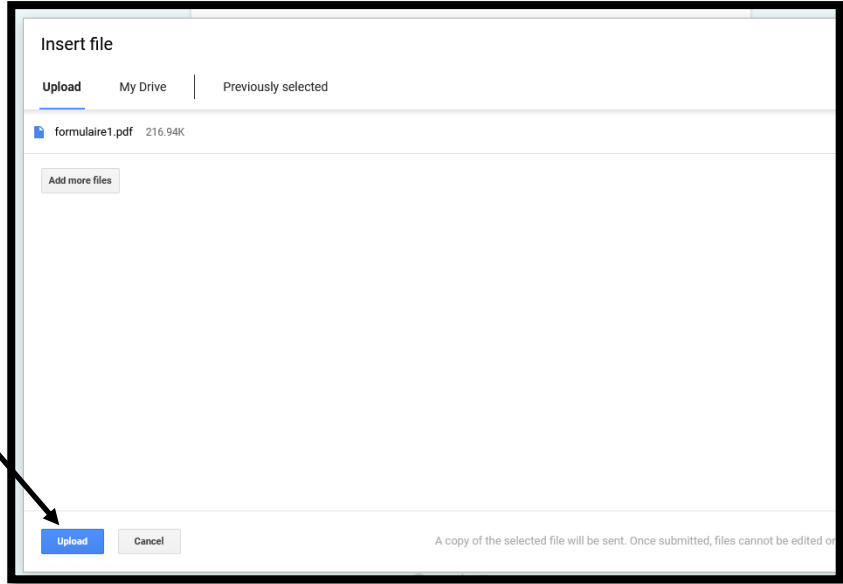 Insert file
Upload My Drive Previously selected
formulaire1.pdf 216.94K
Add more files
Upload Cancel A copy of the selected file will be sent. Once submitted, files cannot be edited or